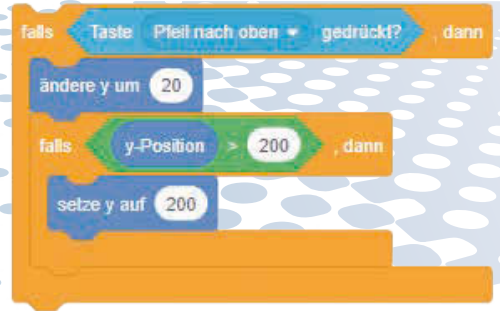 falls Taste Pfeil nach oben gedrückt? , dann
ändere y um 20
falls y-Position > 200 , dann
setze y auf 200